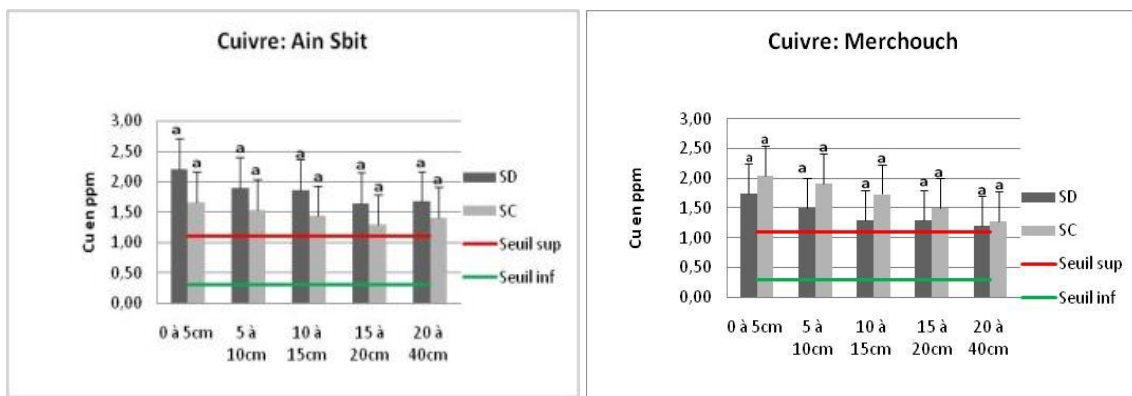 Cuivre: Ain Sbit
Cu en ppm
3,00
2,50
2,00
1,50
1,00
0,50
0,00
a
a
a
a
a
a
a
a
a
a
0 à 5cm
5 à
10cm
10 à
15cm
15 à
20cm
20 à
40cm
SD
SC
Seuil sup
Seuil inf
Cuivre: Merchouch
Cu en ppm
3,00
2,50
2,00
1,50
1,00
0,50
0,00
a
a
a
a
a
a
a
a
a
a
0 à 5cm
5 à
10cm
10 à
15cm
15 à
20cm
20 à
40cm
SD
SC
Seuil sup
Seuil inf